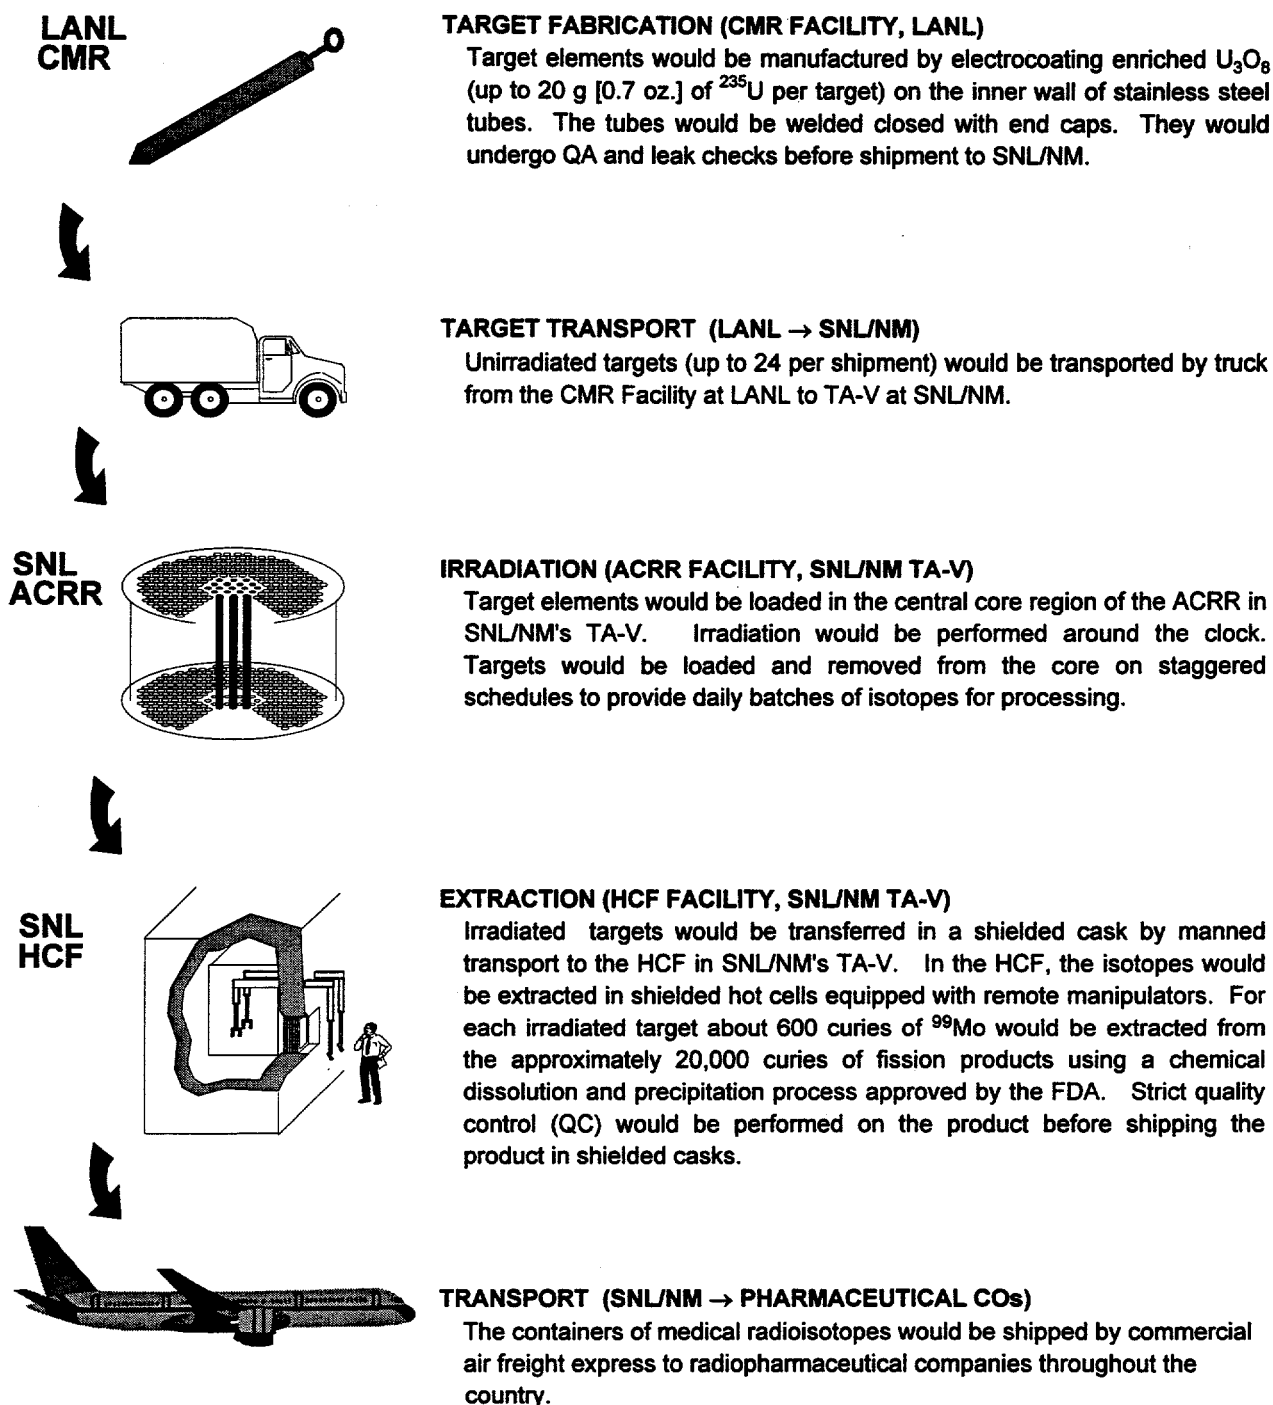 LANL
CMR
TARGET FABRICATION (CMR FACILITY, LANL)
Target elements would be manufactured by electrocoating enriched U₃O₈
(up to 20 g [0.7 oz.] of ²³⁵U per target) on the inner wall of stainless steel
tubes. The tubes would be welded closed with end caps. They would
undergo QA and leak checks before shipment to SNL/NM.
TARGET TRANSPORT (LANL → SNL/NM)
Unirradiated targets (up to 24 per shipment) would be transported by truck
from the CMR Facility at LANL to TA-V at SNL/NM.
SNL
ACRR
IRRADIATION (ACRR FACILITY, SNL/NM TA-V)
Target elements would be loaded in the central core region of the ACRR in
SNL/NM's TA-V. Irradiation would be performed around the clock.
Targets would be loaded and removed from the core on staggered
schedules to provide daily batches of isotopes for processing.
SNL
HCF
EXTRACTION (HCF FACILITY, SNL/NM TA-V)
Irradiated targets would be transferred in a shielded cask by manned
transport to the HCF in SNL/NM's TA-V. In the HCF, the isotopes would
be extracted in shielded hot cells equipped with remote manipulators. For
each irradiated target about 600 curies of ⁹⁹Mo would be extracted from
the approximately 20,000 curies of fission products using a chemical
dissolution and precipitation process approved by the FDA. Strict quality
control (QC) would be performed on the product before shipping the
product in shielded casks.
TRANSPORT (SNL/NM → PHARMACEUTICAL COs)
The containers of medical radioisotopes would be shipped by commercial
air freight express to radiopharmaceutical companies throughout the
country.